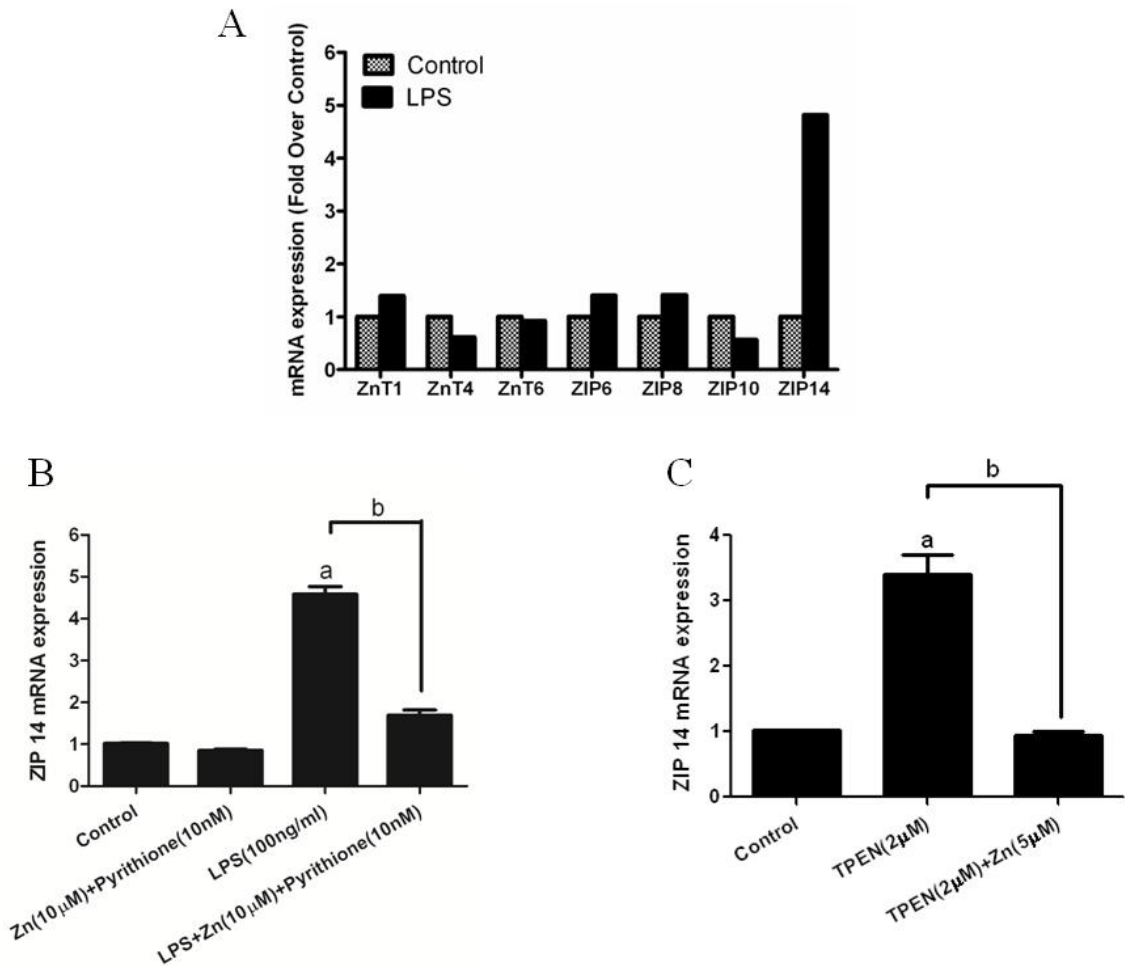 A
mRNA expression (Fold Over Control)
6
5
4
3
2
1
0
Control
LPS
ZnT1 ZnT4 ZnT6 ZIP6 ZIP8 ZIP10 ZIP14
B
ZIP 14 mRNA expression
6
5
4
3
2
1
0
a
b
Control
Zn(10µM)+Pyrithione(10nM)
LPS(100ng/ml)
LPS+Zn(10µM)+Pyrithione(10nM)
C
ZIP 14 mRNA expression
4
3
2
1
0
a
b
Control
TPEN(2µM)
TPEN(2µM)+Zn(5µM)